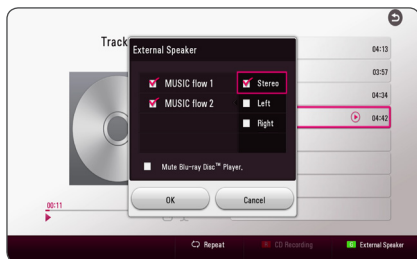 Track
04:13
External Speaker
03:57
MUSIC flow 1
Stereo
04:34
MUSIC flow 2
Left
04:42
Right
Mute Blu-ray Disc™ Player.
OK
Cancel
00:11
Repeat
CD Recording
External Speaker